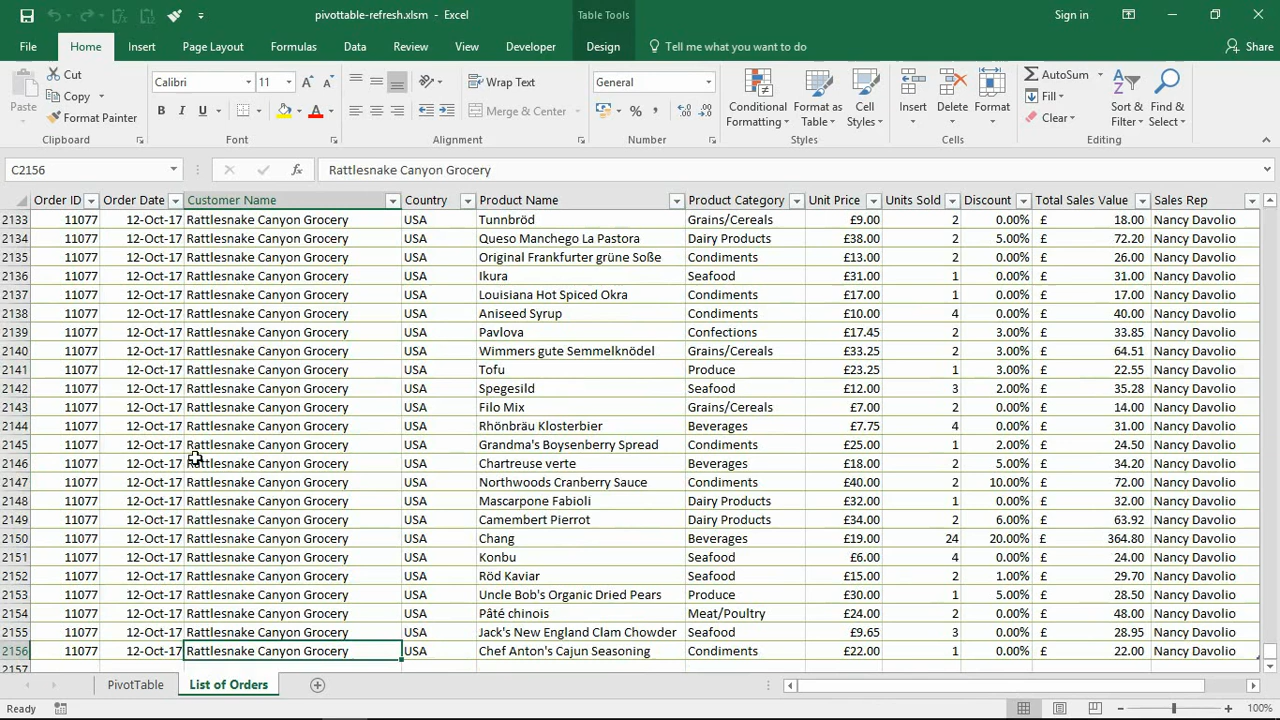 pivottable-refresh.xlsm - Excel
Table Tools
Sign in
File Home Insert Page Layout Formulas Data Review View Developer Design Tell me what you want to do Share
Paste Cut Copy Format Painter
Calibri 11
B I U
Wrap Text
Merge & Center
General
%
Conditional Formatting Format as Table Cell Styles
Insert Delete Format
AutoSum Fill Clear
Sort & Filter Find & Select
Clipboard Font Alignment Number Styles Cells Editing
C2156 fx Rattlesnake Canyon Grocery
Order ID Order Date Customer Name Country Product Name Product Category Unit Price Units Sold Discount Total Sales Value Sales Rep
2133 11077 12-Oct-17 Rattlesnake Canyon Grocery USA Tunnbröd Grains/Cereals £9.00 2 0.00% £ 18.00 Nancy Davolio
2134 11077 12-Oct-17 Rattlesnake Canyon Grocery USA Queso Manchego La Pastora Dairy Products £38.00 2 5.00% £ 72.20 Nancy Davolio
2135 11077 12-Oct-17 Rattlesnake Canyon Grocery USA Original Frankfurter grüne Soße Condiments £13.00 2 0.00% £ 26.00 Nancy Davolio
2136 11077 12-Oct-17 Rattlesnake Canyon Grocery USA Ikura Seafood £31.00 1 0.00% £ 31.00 Nancy Davolio
2137 11077 12-Oct-17 Rattlesnake Canyon Grocery USA Louisiana Hot Spiced Okra Condiments £17.00 1 0.00% £ 17.00 Nancy Davolio
2138 11077 12-Oct-17 Rattlesnake Canyon Grocery USA Aniseed Syrup Condiments £10.00 4 0.00% £ 40.00 Nancy Davolio
2139 11077 12-Oct-17 Rattlesnake Canyon Grocery USA Pavlova Confections £17.45 2 3.00% £ 33.85 Nancy Davolio
2140 11077 12-Oct-17 Rattlesnake Canyon Grocery USA Wimmers gute Semmelknödel Grains/Cereals £33.25 2 3.00% £ 64.51 Nancy Davolio
2141 11077 12-Oct-17 Rattlesnake Canyon Grocery USA Tofu Produce £23.25 1 3.00% £ 22.55 Nancy Davolio
2142 11077 12-Oct-17 Rattlesnake Canyon Grocery USA Spegesild Seafood £12.00 3 2.00% £ 35.28 Nancy Davolio
2143 11077 12-Oct-17 Rattlesnake Canyon Grocery USA Filo Mix Grains/Cereals £7.00 2 0.00% £ 14.00 Nancy Davolio
2144 11077 12-Oct-17 Rattlesnake Canyon Grocery USA Rhönbräu Klosterbier Beverages £7.75 4 0.00% £ 31.00 Nancy Davolio
2145 11077 12-Oct-17 Rattlesnake Canyon Grocery USA Grandma's Boysenberry Spread Condiments £25.00 1 2.00% £ 24.50 Nancy Davolio
2146 11077 12-Oct-17 Rattlesnake Canyon Grocery USA Chartreuse verte Beverages £18.00 2 5.00% £ 34.20 Nancy Davolio
2147 11077 12-Oct-17 Rattlesnake Canyon Grocery USA Northwoods Cranberry Sauce Condiments £40.00 2 10.00% £ 72.00 Nancy Davolio
2148 11077 12-Oct-17 Rattlesnake Canyon Grocery USA Mascarpone Fabioli Dairy Products £32.00 1 0.00% £ 32.00 Nancy Davolio
2149 11077 12-Oct-17 Rattlesnake Canyon Grocery USA Camembert Pierrot Dairy Products £34.00 2 6.00% £ 63.92 Nancy Davolio
2150 11077 12-Oct-17 Rattlesnake Canyon Grocery USA Chang Beverages £19.00 24 20.00% £ 364.80 Nancy Davolio
2151 11077 12-Oct-17 Rattlesnake Canyon Grocery USA Konbu Seafood £6.00 4 0.00% £ 24.00 Nancy Davolio
2152 11077 12-Oct-17 Rattlesnake Canyon Grocery USA Röd Kaviar Seafood £15.00 2 1.00% £ 29.70 Nancy Davolio
2153 11077 12-Oct-17 Rattlesnake Canyon Grocery USA Uncle Bob's Organic Dried Pears Produce £30.00 1 5.00% £ 28.50 Nancy Davolio
2154 11077 12-Oct-17 Rattlesnake Canyon Grocery USA Pâté chinois Meat/Poultry £24.00 2 0.00% £ 48.00 Nancy Davolio
2155 11077 12-Oct-17 Rattlesnake Canyon Grocery USA Jack's New England Clam Chowder Seafood £9.65 3 0.00% £ 28.95 Nancy Davolio
2156 11077 12-Oct-17 Rattlesnake Canyon Grocery USA Chef Anton's Cajun Seasoning Condiments £22.00 1 0.00% £ 22.00 Nancy Davolio
2157
PivotTable List of Orders
Ready 100%